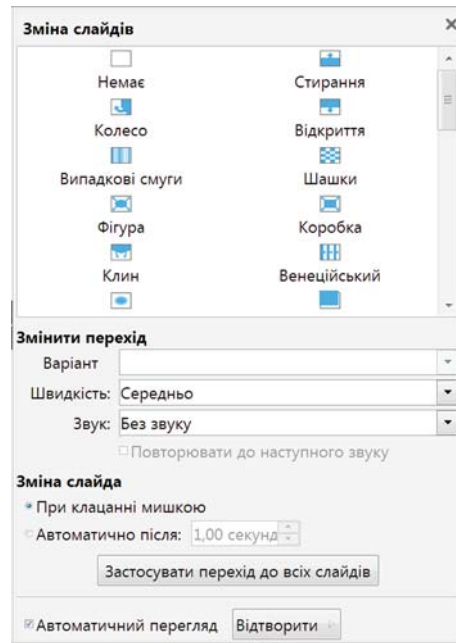 Зміна слайдів
Немає Стирання
Колесо Відкриття
Випадкові смуги Шашки
Фігура Коробка
Клин Венеційський
Змінити перехід
Варіант
Швидкість: Середньо
Звук: Без звуку
Повторювати до наступного звуку
Зміна слайда
При клацанні мишкою
Автоматично після: 1,00 секунд
Застосувати перехід до всіх слайдів
Автоматичний перегляд Відтворити